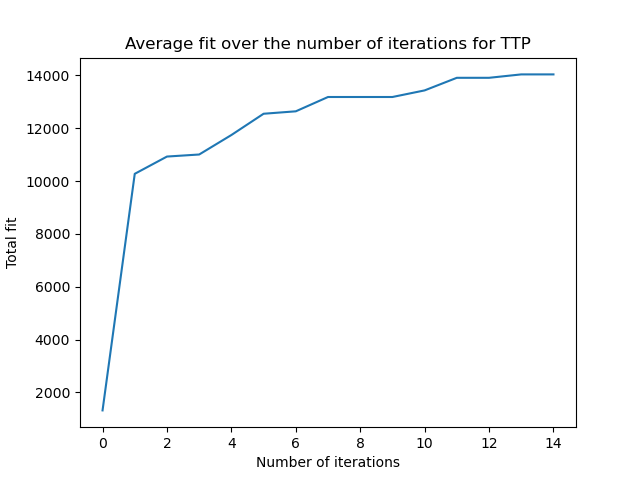 Average fit over the number of iterations for TTP
14000
12000
10000
8000
6000
4000
2000
Total fit
0 2 4 6 8 10 12 14
Number of iterations